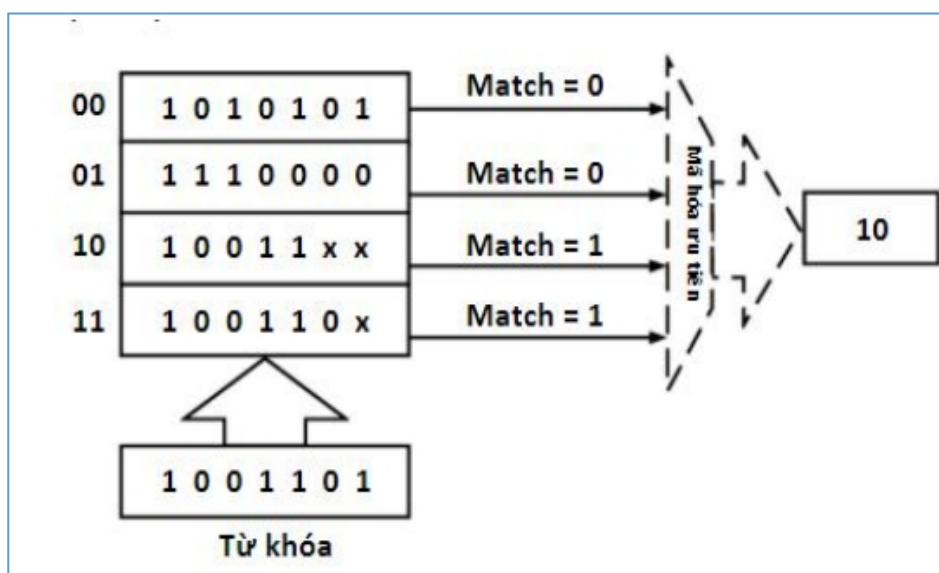 00 1 0 1 0 1 0 1 Match = 0
01 1 1 1 0 0 0 0 Match = 0
10 1 0 0 1 1 x x Match = 1
11 1 0 0 1 1 0 x Match = 1
Mã hóa ưu tiên
10
1 0 0 1 1 0 1
Từ khóa